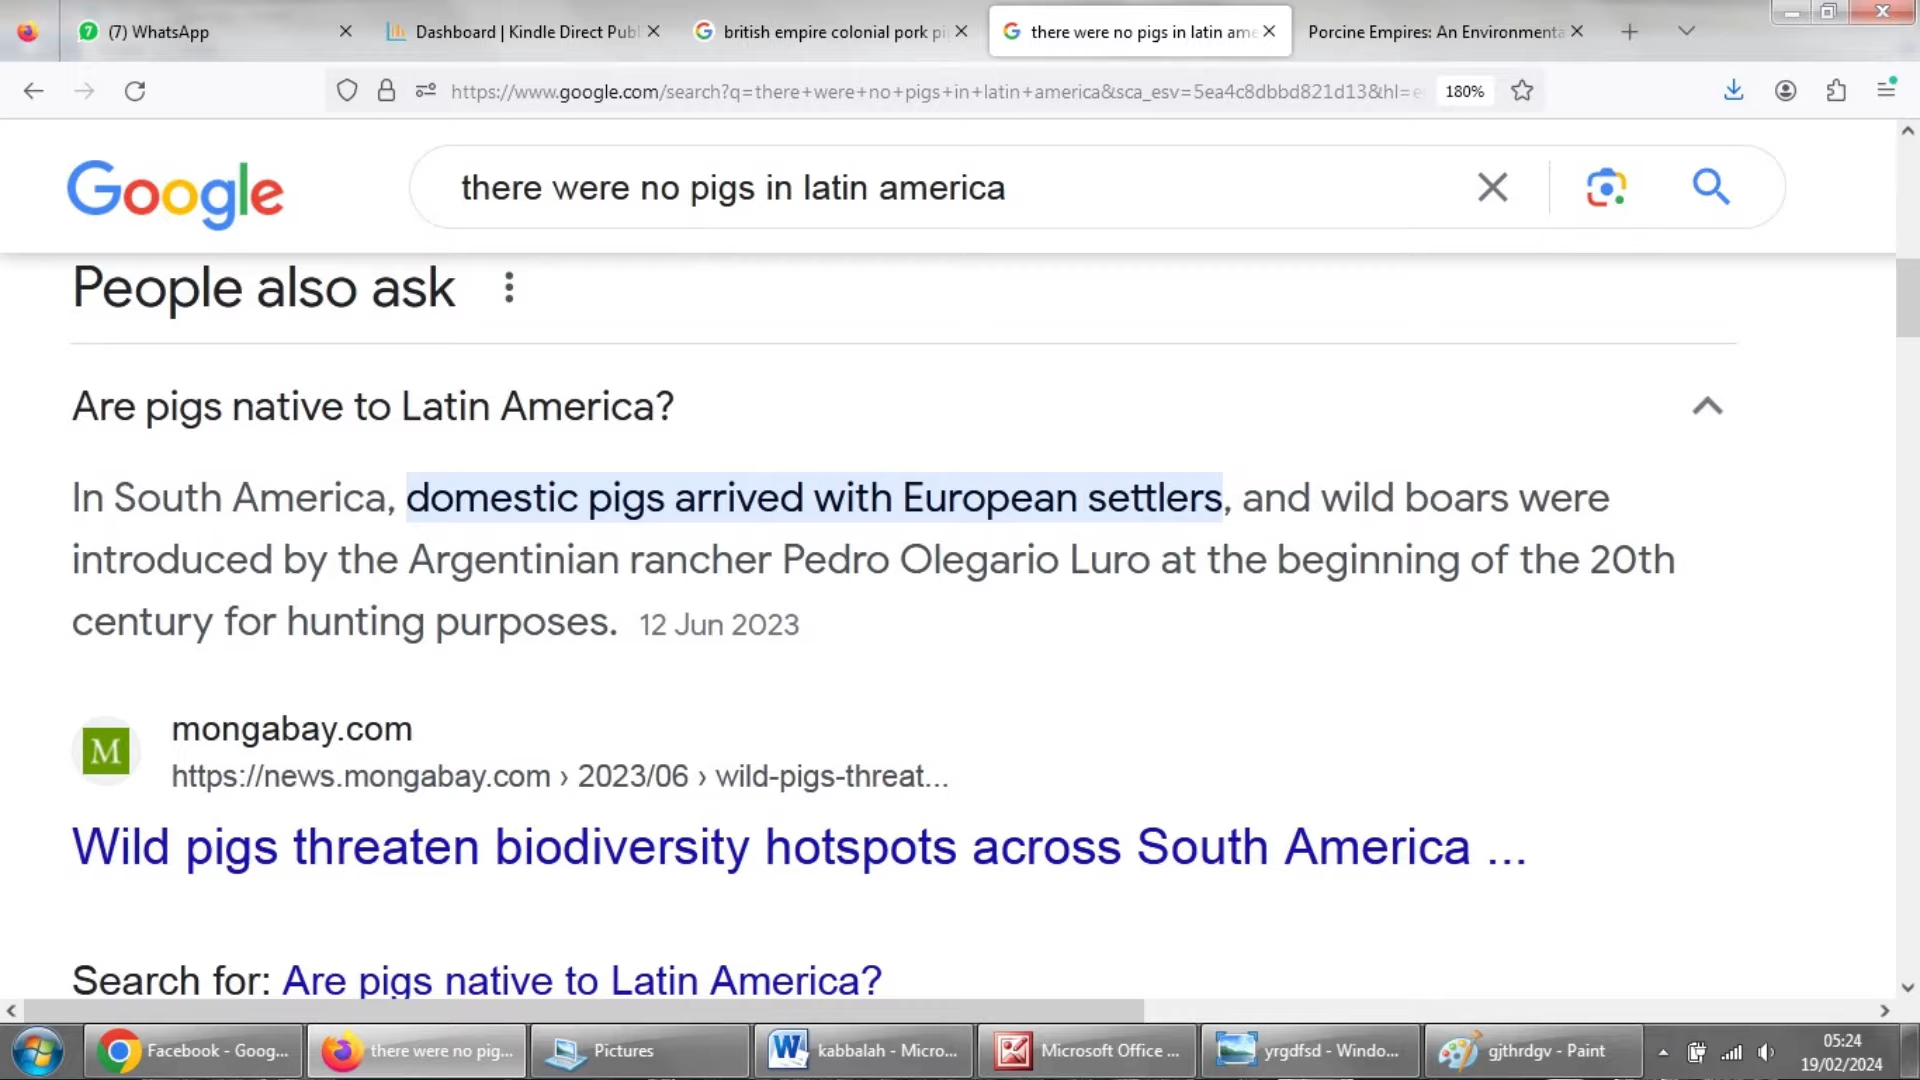 (7) WhatsApp
Dashboard | Kindle Direct Publ
british empire colonial pork pi
there were no pigs in latin ame
Porcine Empires: An Environmenta
https://www.google.com/search?q=there+were+no+pigs+in+latin+america&sca_esv=5ea4c8dbbd821d13&hl=e
180%
Google
there were no pigs in latin america
People also ask
Are pigs native to Latin America?
In South America, domestic pigs arrived with European settlers, and wild boars were
introduced by the Argentinian rancher Pedro Olegario Luro at the beginning of the 20th
century for hunting purposes. 12 Jun 2023
M
mongabay.com
https://news.mongabay.com › 2023/06 › wild-pigs-threat...
Wild pigs threaten biodiversity hotspots across South America ...
Search for: Are pigs native to Latin America?
Facebook - Goog...
there were no pig...
Pictures
kabbalah - Micro...
Microsoft Office ...
yrgdfsd - Windo...
gjthrdgv - Paint
05:24
19/02/2024